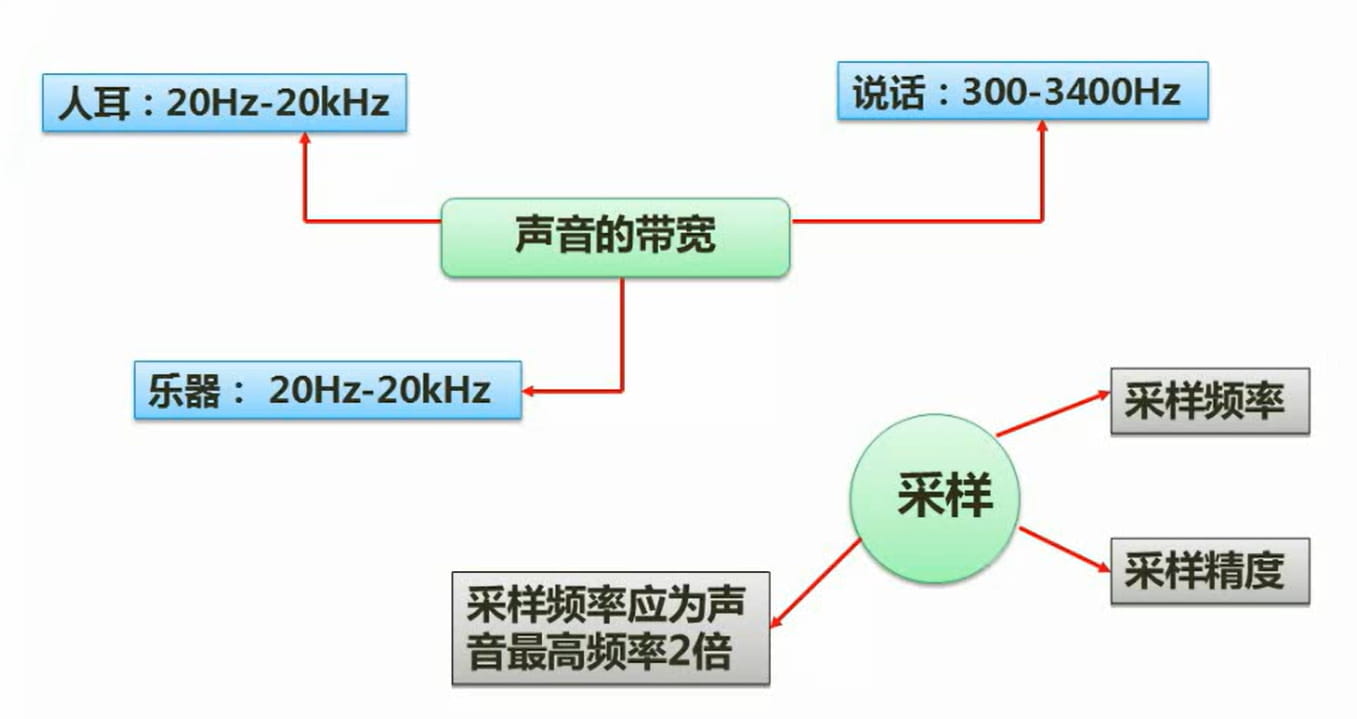 人耳：20Hz-20kHz
说话：300-3400Hz
声音的带宽
乐器： 20Hz-20kHz
采样频率
采样
采样精度
采样频率应为声
音最高频率2倍